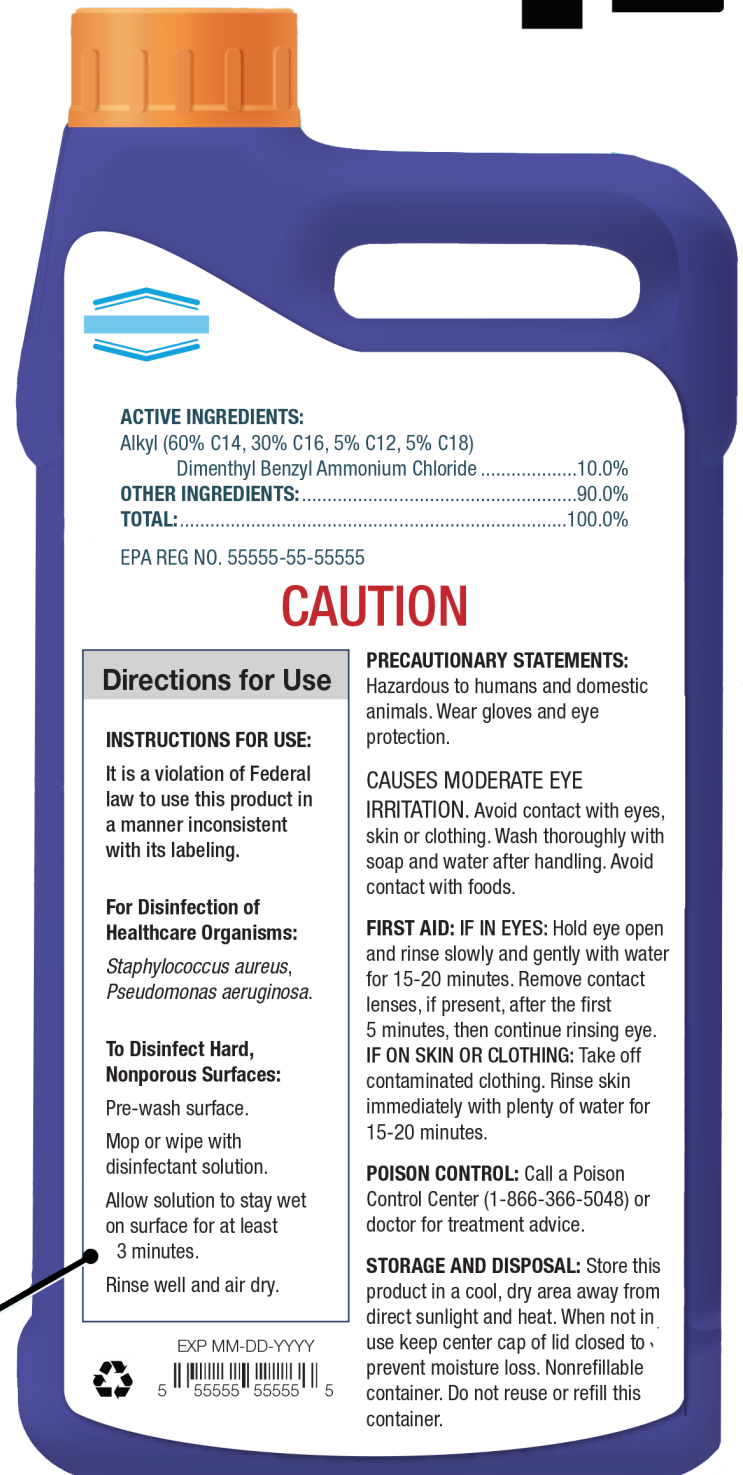 ACTIVE INGREDIENTS:
Alkyl (60% C14, 30% C16, 5% C12, 5% C18)
Dimenthyl Benzyl Ammonium Chloride ...................10.0%
OTHER INGREDIENTS:......................................................90.0%
TOTAL:............................................................................100.0%
EPA REG NO. 55555-55-55555
CAUTION
Directions for Use
INSTRUCTIONS FOR USE:
It is a violation of Federal
law to use this product in
a manner inconsistent
with its labeling.
For Disinfection of
Healthcare Organisms:
Staphylococcus aureus,
Pseudomonas aeruginosa.
To Disinfect Hard,
Nonporous Surfaces:
Pre-wash surface.
Mop or wipe with
disinfectant solution.
Allow solution to stay wet
on surface for at least
3 minutes.
Rinse well and air dry.
EXP MM-DD-YYYY
5 55555 55555 5
PRECAUTIONARY STATEMENTS:
Hazardous to humans and domestic
animals. Wear gloves and eye
protection.
CAUSES MODERATE EYE
IRRITATION. Avoid contact with eyes,
skin or clothing. Wash thoroughly with
soap and water after handling. Avoid
contact with foods.
FIRST AID: IF IN EYES: Hold eye open
and rinse slowly and gently with water
for 15-20 minutes. Remove contact
lenses, if present, after the first
5 minutes, then continue rinsing eye.
IF ON SKIN OR CLOTHING: Take off
contaminated clothing. Rinse skin
immediately with plenty of water for
15-20 minutes.
POISON CONTROL: Call a Poison
Control Center (1-866-366-5048) or
doctor for treatment advice.
STORAGE AND DISPOSAL: Store this
product in a cool, dry area away from
direct sunlight and heat. When not in
use keep center cap of lid closed to
prevent moisture loss. Nonrefillable
container. Do not reuse or refill this
container.